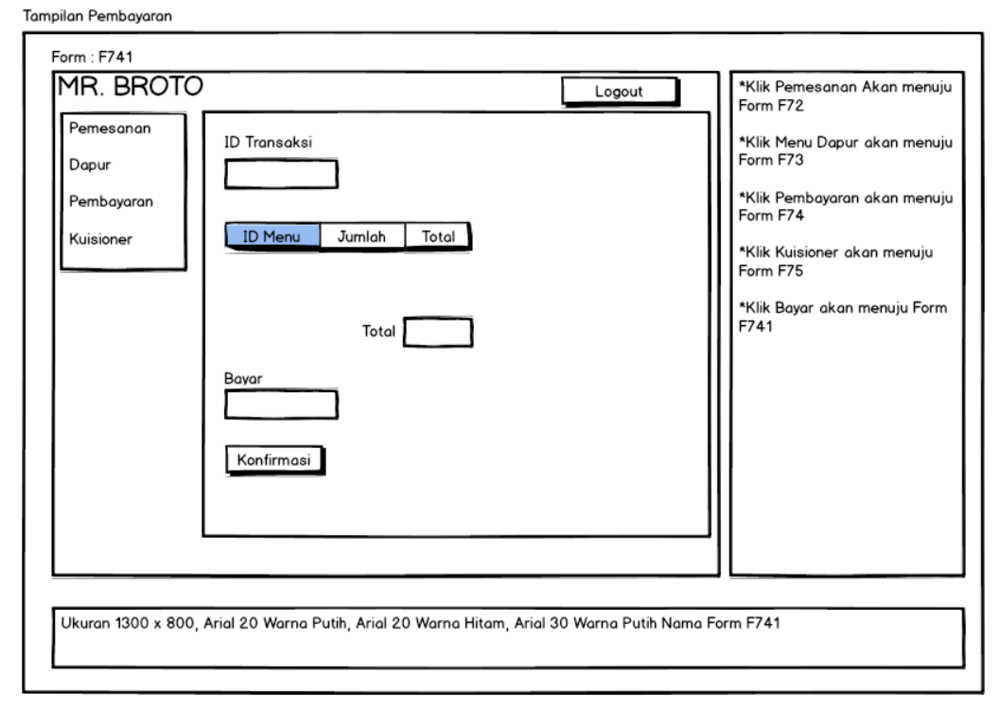 Tampilan Pembayaran
Form : F741
MR. BROTO
Logout
Pemesanan
Dapur
Pembayaran
Kuisioner
ID Transaksi
ID Menu Jumlah Total
Total
Bayar
Konfirmasi
*Klik Pemesanan Akan menuju
Form F72
*Klik Menu Dapur akan menuju
Form F73
*Klik Pembayaran akan menuju
Form F74
*Klik Kuisioner akan menuju
Form F75
*Klik Bayar akan menuju Form
F741
Ukuran 1300 x 800, Arial 20 Warna Putih, Arial 20 Warna Hitam, Arial 30 Warna Putih Nama Form F741